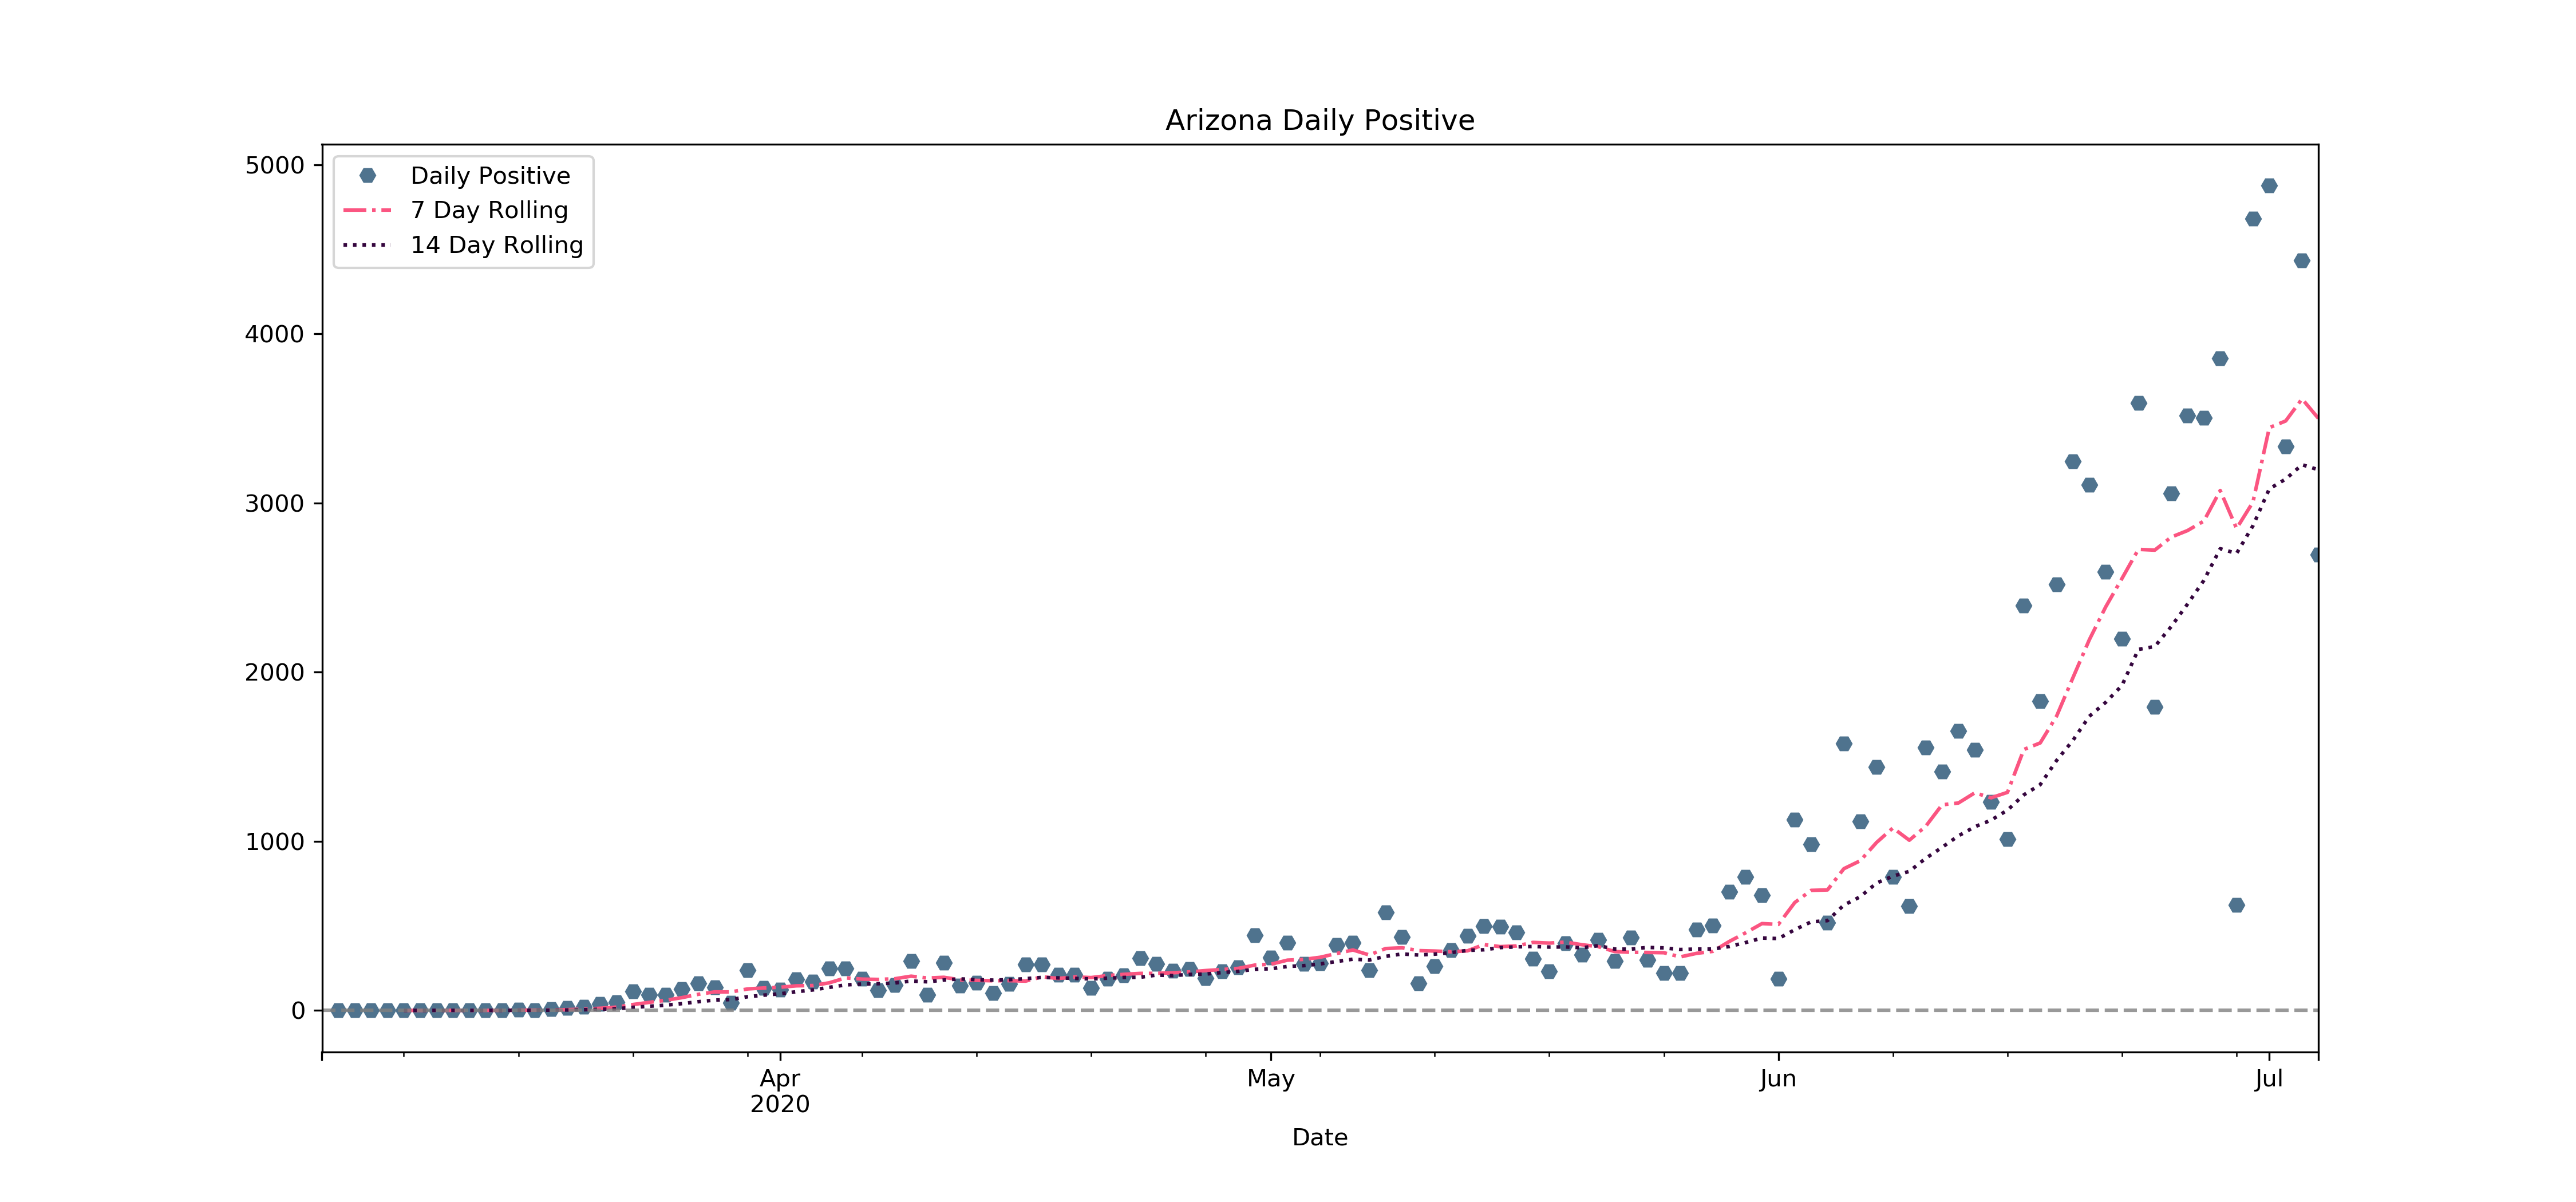 Arizona Daily Positive
5000
4000
3000
2000
1000
0
Daily Positive
7 Day Rolling
14 Day Rolling
Apr
2020
May
Jun
Jul
Date